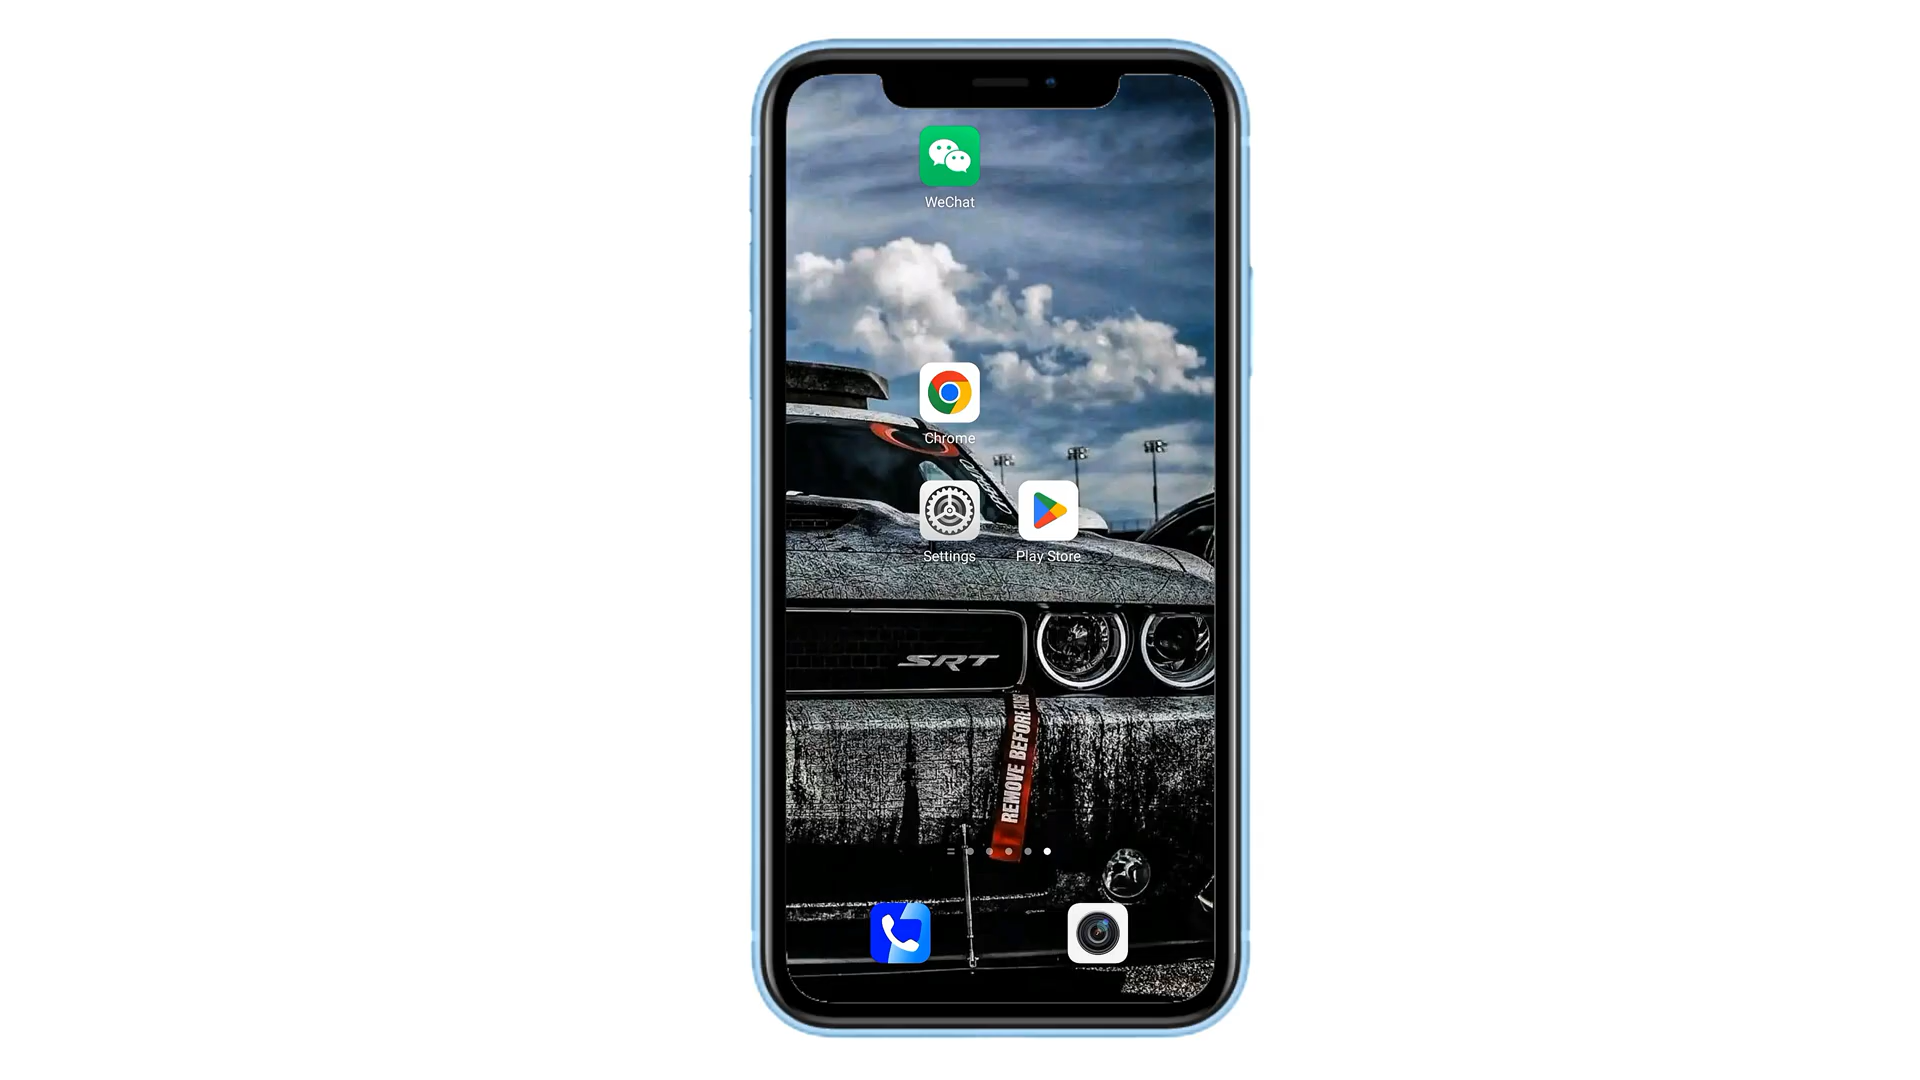 WeChat
Chrome
Settings
Play Store
SRT
REMOVE BEFORE